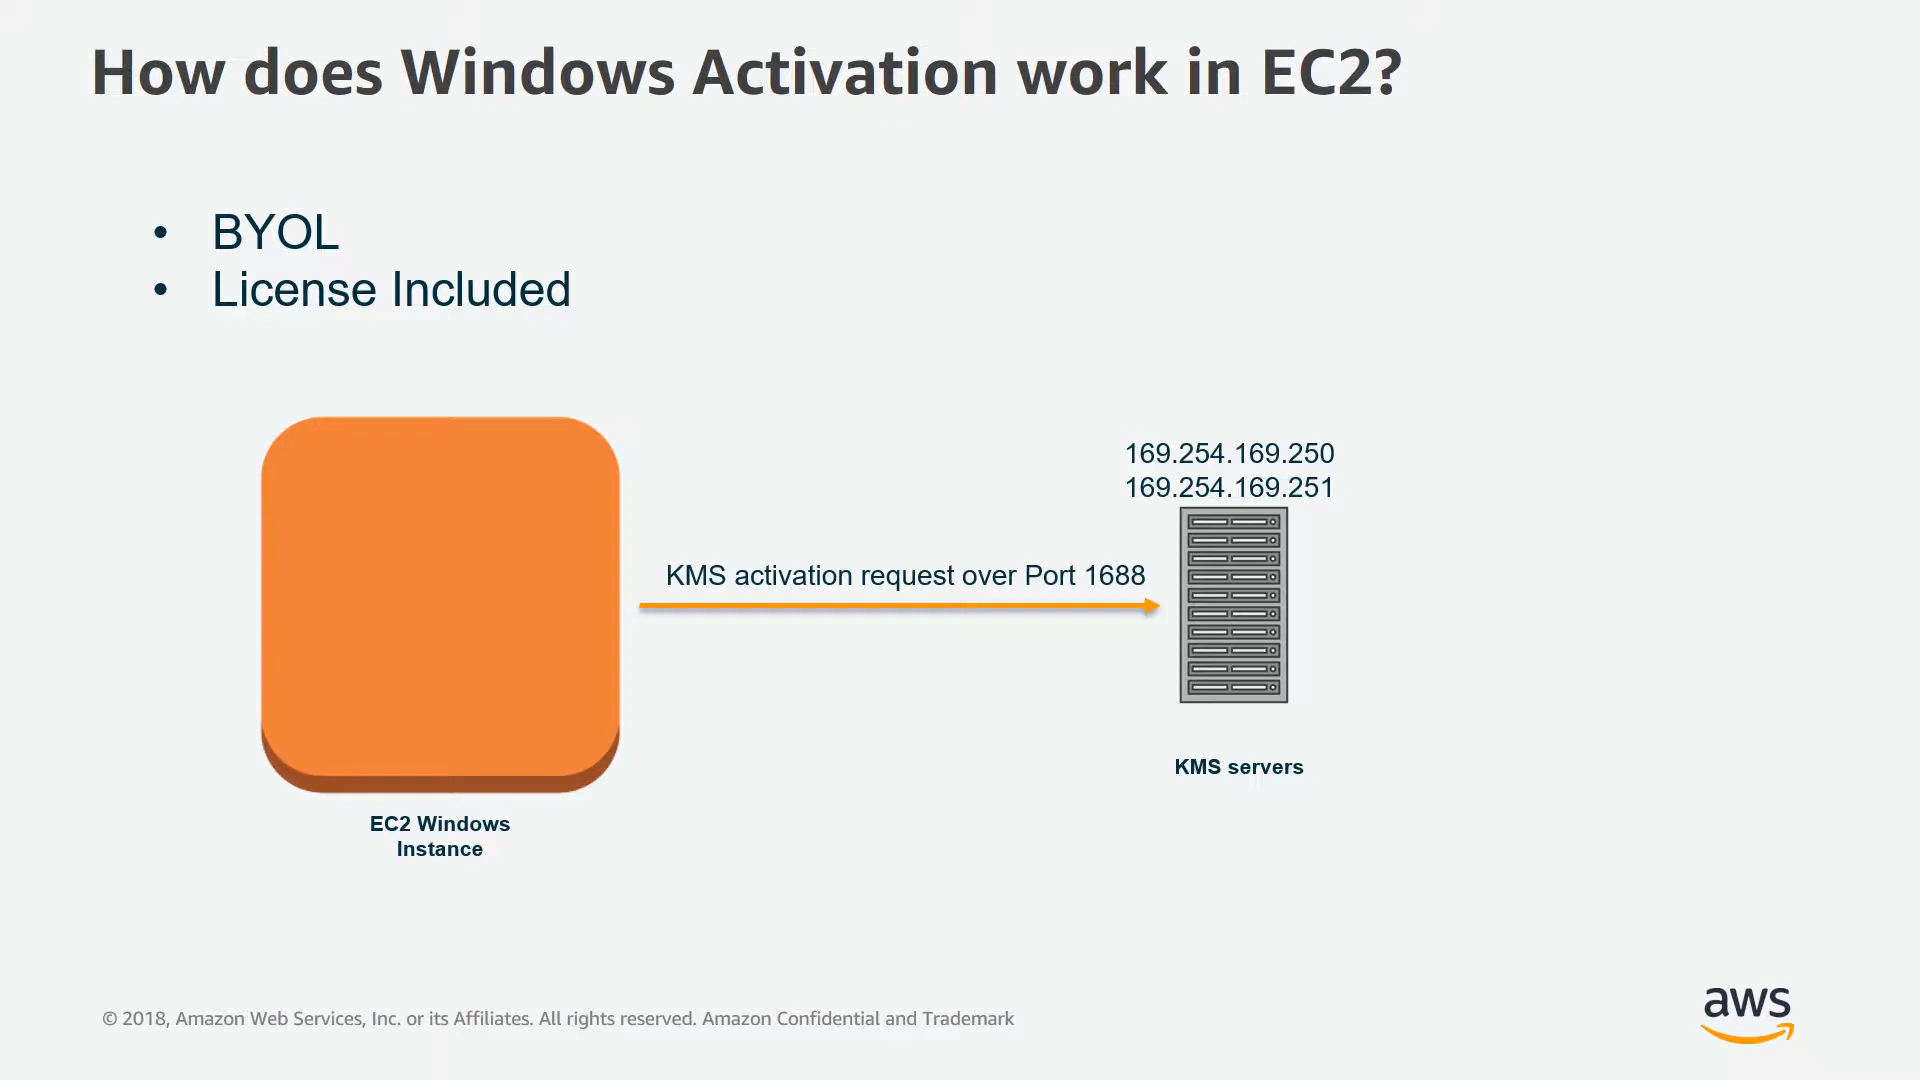 How does Windows Activation work in EC2?
• BYOL
• License Included
169.254.169.250
169.254.169.251
KMS activation request over Port 1688
KMS servers
EC2 Windows
Instance
© 2018, Amazon Web Services, Inc. or its Affiliates. All rights reserved. Amazon Confidential and Trademark
aws